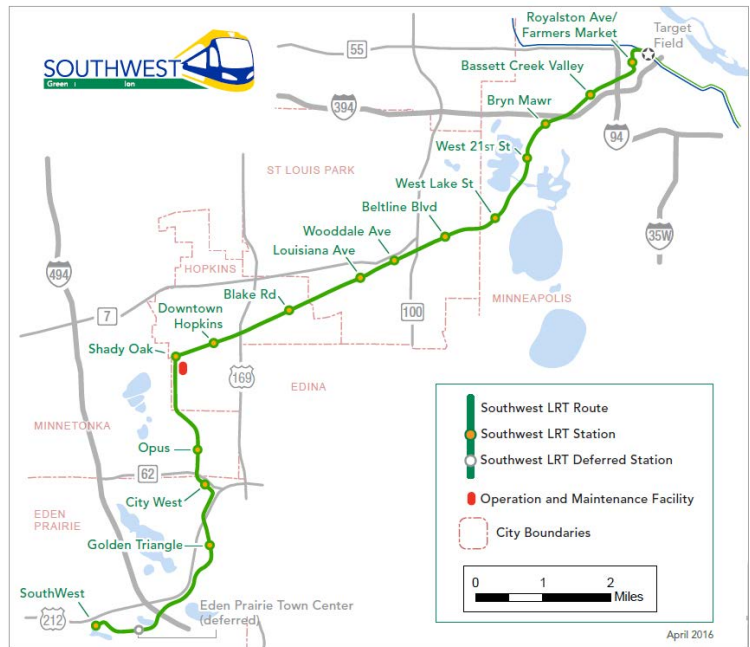 Royalston Ave/
Farmers Market
Target
Field
55
SOUTHWEST
Green
Bassett Creek Valley
394
Bryn Mawr
94
West 21ST St
ST LOUIS PARK
West Lake St
Beltline Blvd
35W
Wooddale Ave
Louisiana Ave
HOPKINS
494
Blake Rd
MINNEAPOLIS
7
Downtown
Hopkins
100
Shady Oak
169
EDINA
MINNETONKA
Southwest LRT Route
Southwest LRT Station
Opus
Southwest LRT Deferred Station
62
City West
Operation and Maintenance Facility
EDEN
PRAIRIE
City Boundaries
Golden Triangle
0 1 2
Miles
SouthWest
Eden Prairie Town Center
(deferred)
212
April 2016